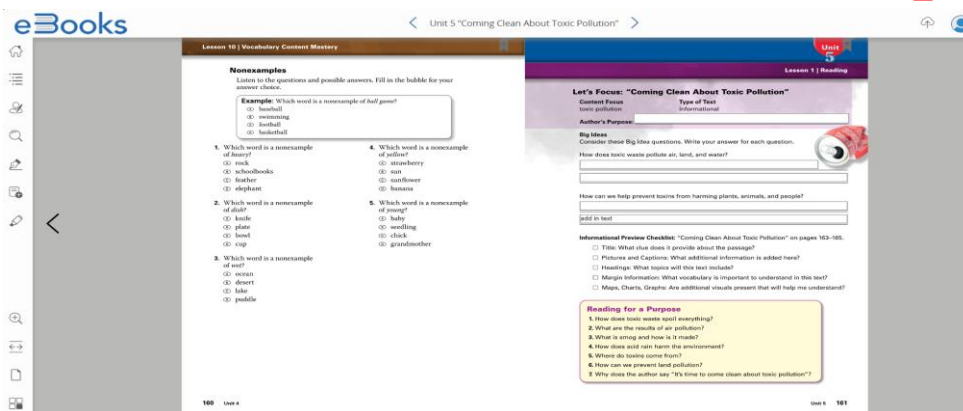 eBooks
Unit 5 "Coming Clean About Toxic Pollution"
Lesson 10 | Vocabulary Content Mastery
Nonexamples
Listen to the questions and possible answers. Fill in the bubble for your
answer choice.
Example: Which word is a nonexample of ball game?
Ⓐ baseball
Ⓑ swimming
Ⓒ football
Ⓓ basketball
1. Which word is a nonexample
of heavy?
Ⓐ rock
Ⓑ schoolbooks
Ⓒ feather
Ⓓ elephant
2. Which word is a nonexample
of dish?
Ⓐ knife
Ⓑ plate
Ⓒ bowl
Ⓓ cup
3. Which word is a nonexample
of wet?
Ⓐ ocean
Ⓑ desert
Ⓒ lake
Ⓓ puddle
4. Which word is a nonexample
of yellow?
Ⓐ strawberry
Ⓑ sun
Ⓒ sunflower
Ⓓ banana
5. Which word is a nonexample
of young?
Ⓐ baby
Ⓑ seedling
Ⓒ chick
Ⓓ grandmother
160 Unit 4
Unit
5
Lesson 1 | Reading
Let's Focus: "Coming Clean About Toxic Pollution"
Content Focus
toxic pollution
Type of Text
informational
Author's Purpose:
Big Ideas
Consider these Big Idea questions. Write your answer for each question.
How does toxic waste pollute air, land, and water?
How can we help prevent toxins from harming plants, animals, and people?
add in text
Informational Preview Checklist: "Coming Clean About Toxic Pollution" on pages 163–165.
Title: What clue does it provide about the passage?
Pictures and Captions: What additional information is added here?
Headings: What topics will this text include?
Margin Information: What vocabulary is important to understand in this text?
Maps, Charts, Graphs: Are additional visuals present that will help me understand?
Reading for a Purpose
1. How does toxic waste spoil everything?
2. What are the results of air pollution?
3. What is smog and how is it made?
4. How does acid rain harm the environment?
5. Where do toxins come from?
6. How can we prevent land pollution?
7. Why does the author say "It's time to come clean about toxic pollution"?
Unit 5 161